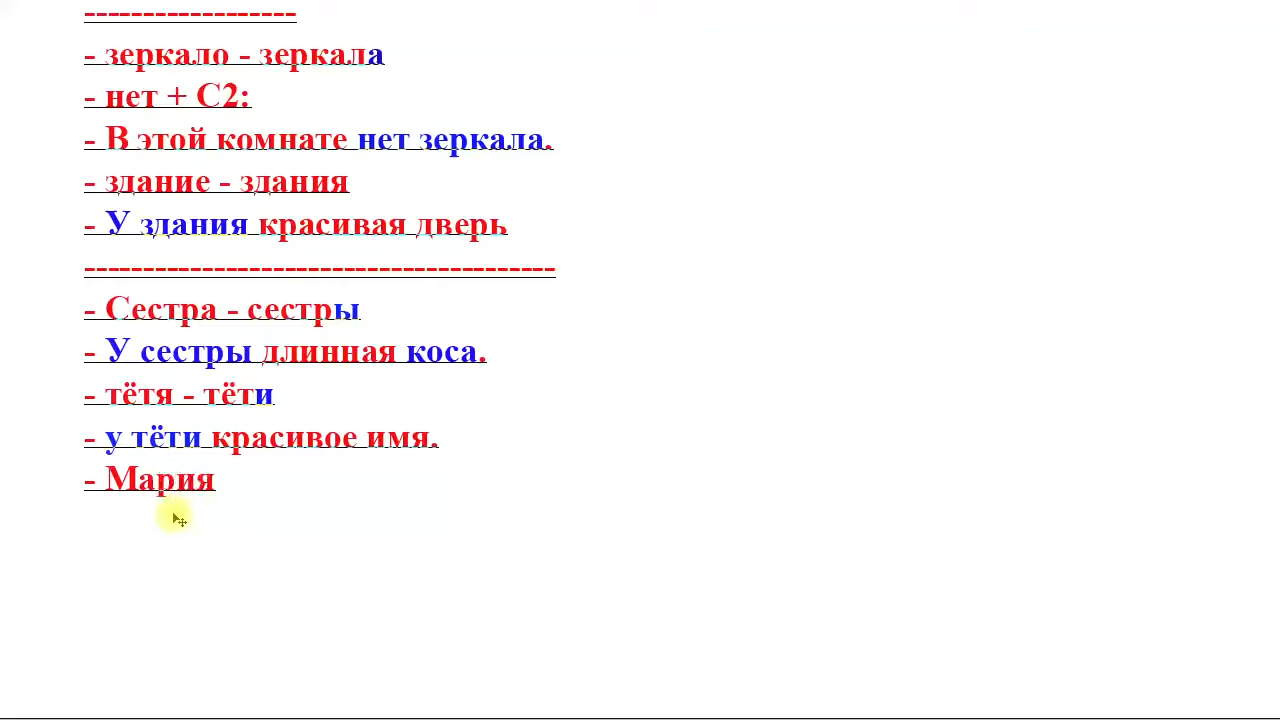 ------------------
- зеркало - зеркала
- нет + С2:
- В этой комнате нет зеркала.
- здание - здания
- У здания красивая дверь
----------------------------------------
- Сестра - сестры
- У сестры длинная коса.
- тётя - тёти
- у тёти красивое имя.
- Мария